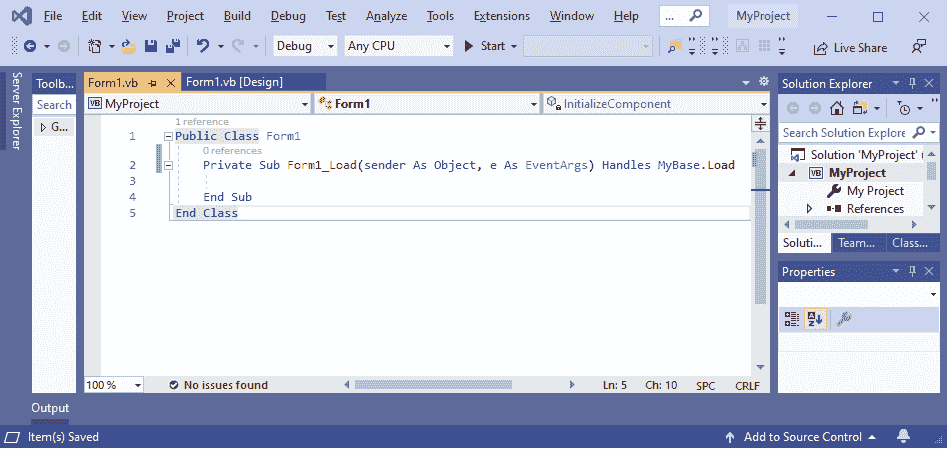 File Edit View Project Build Debug Test Analyze Tools Extensions Window Help ... MyProject
Debug Any CPU Start Live Share
Server Explorer
Toolb...
Search
G...
Form1.vb Form1.vb [Design]
MyProject Form1 InitializeComponent
1 reference
1 Public Class Form1
0 references
2 Private Sub Form1_Load(sender As Object, e As EventArgs) Handles MyBase.Load
3
4 End Sub
5 End Class
100 % No issues found Ln: 5 Ch: 10 SPC CRLF
Solution Explorer
Search Solution Explore
Solution 'MyProject'
VB MyProject
My Project
References
Soluti... Team... Class...
Properties
Output
Item(s) Saved Add to Source Control